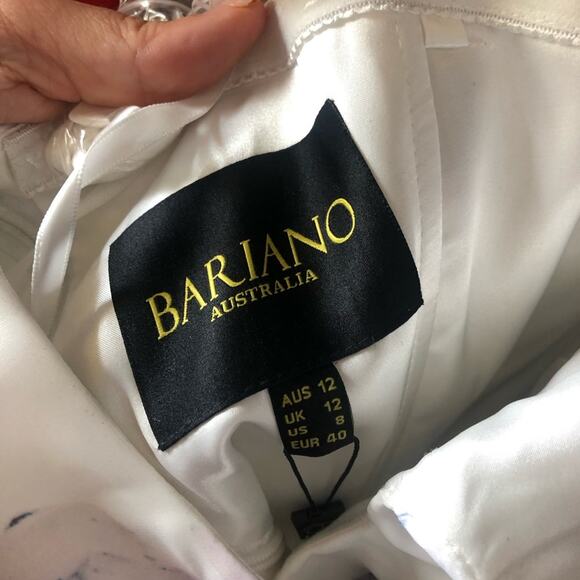 BARIANO
AUSTRALIA
AUS 12
UK 12
US 8
EUR 40